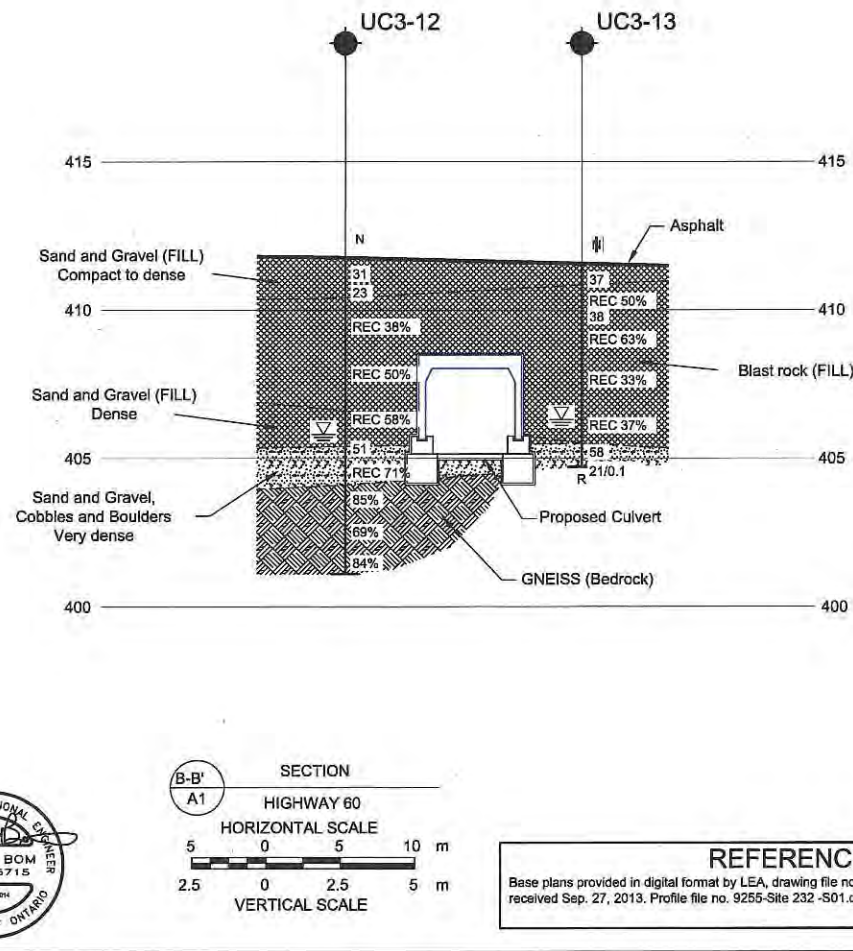 UC3-12
UC3-13
415
415
Asphalt
N
Sand and Gravel (FILL)
Compact to dense
31
23
37
REC 50%
38
410
410
REC 38%
REC 63%
REC 50%
REC 33%
Blast rock (FILL)
Sand and Gravel (FILL)
Dense
REC 58%
REC 37%
51
58
405
405
REC 71%
R
21/0.1
Sand and Gravel,
Cobbles and Boulders
Very dense
85%
69%
84%
Proposed Culvert
GNEISS (Bedrock)
400
400
B-B'
A1
SECTION
HIGHWAY 60
HORIZONTAL SCALE
5 0 5 10 m
2.5 0 2.5 5 m
VERTICAL SCALE
ENGINEER
BOM
6715
ONTARIO
REFERENC
Base plans provided in digital format by LEA, drawing file no
received Sep. 27, 2013. Profile file no. 9255-Site 232 -S01.